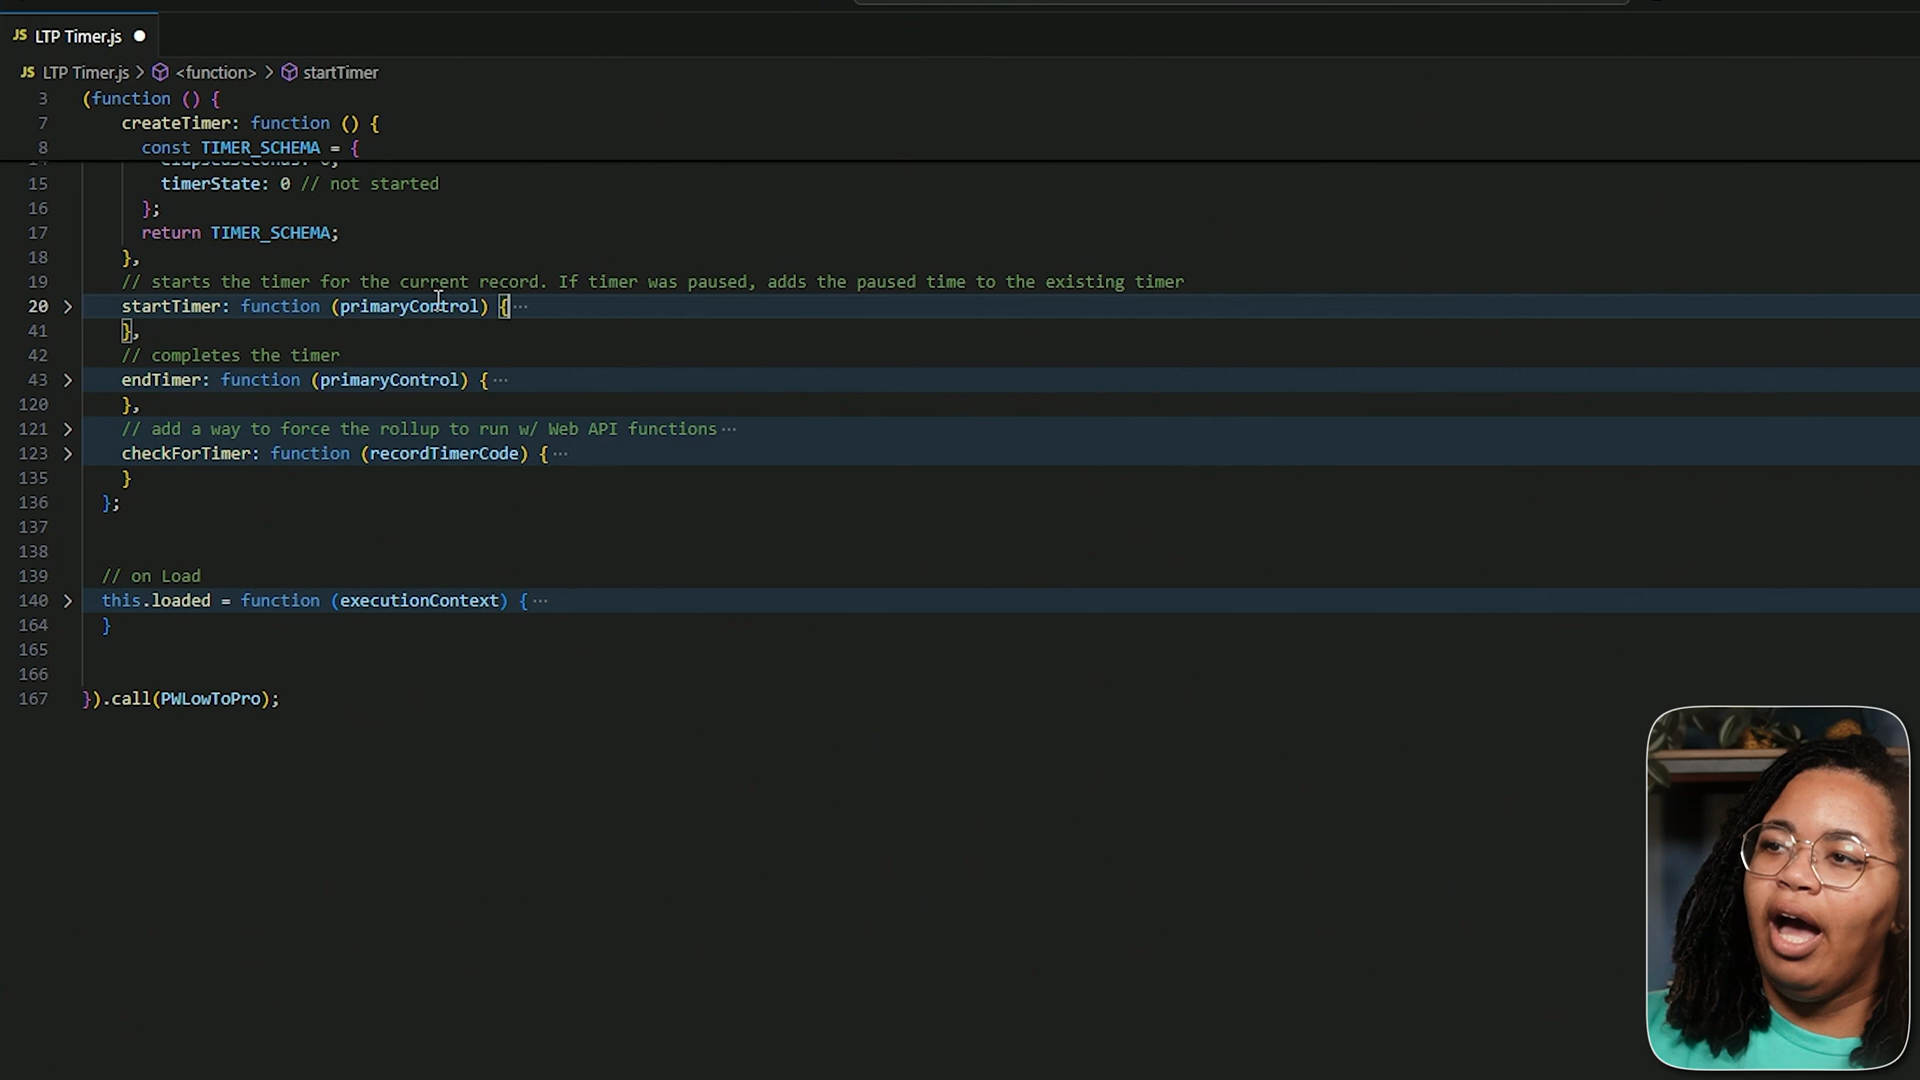 JS LTP Timer.js
JS LTP Timer.js > <function> > startTimer
3 (function () {
7 createTimer: function () {
8 const TIMER_SCHEMA = {
15 timerState: 0 // not started
16 };
17 return TIMER_SCHEMA;
18 },
19 // starts the timer for the current record. If timer was paused, adds the paused time to the existing timer
20 > startTimer: function (primaryControl) {···
41 },
42 // completes the timer
43 > endTimer: function (primaryControl) {···
120 },
121 > // add a way to force the rollup to run w/ Web API functions···
123 > checkForTimer: function (recordTimerCode) {···
135 }
136 };
137
138
139 // on Load
140 > this.loaded = function (executionContext) {···
164 }
165
166
167 }).call(PWLowToPro);